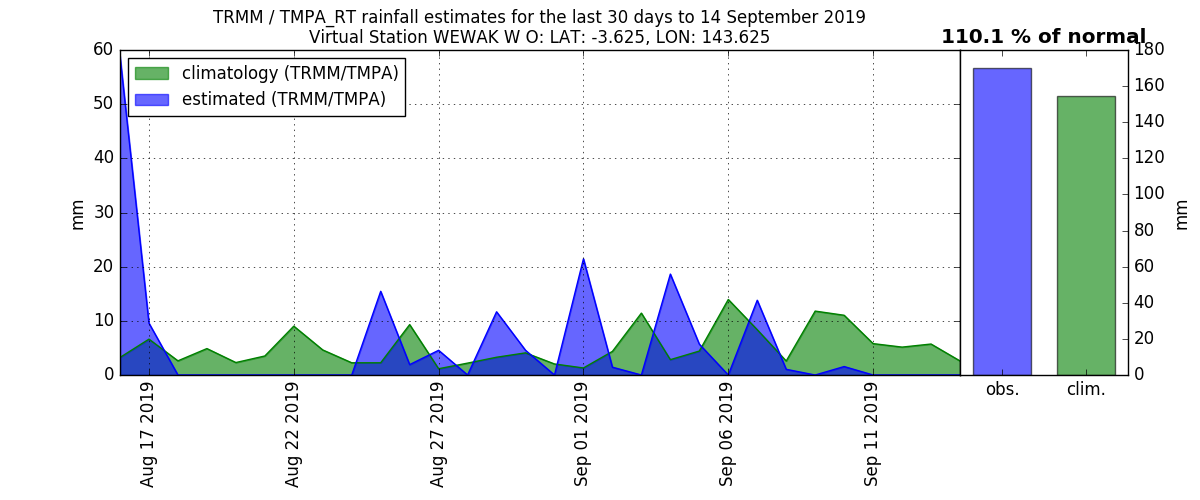 TRMM / TMPA_RT rainfall estimates for the last 30 days to 14 September 2019
Virtual Station WEWAK W O: LAT: -3.625, LON: 143.625
110.1 % of normal
climatology (TRMM/TMPA)
estimated (TRMM/TMPA)
60
50
40
30
20
10
0
mm
Aug 17 2019
Aug 22 2019
Aug 27 2019
Sep 01 2019
Sep 06 2019
Sep 11 2019
180
160
140
120
100
80
60
40
20
0
mm
obs.
clim.